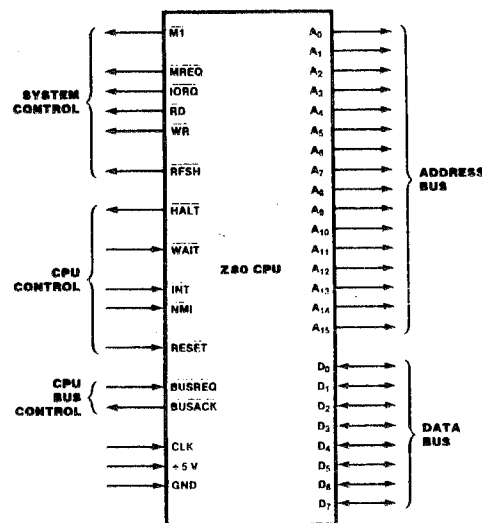 SYSTEM
CONTROL
M1
MREQ
IORQ
RD
WR
RFSH
CPU
CONTROL
HALT
WAIT
INT
NMI
RESET
CPU
BUS
CONTROL
BUSREQ
BUSACK
CLK
+5 V
GND
Z80 CPU
A0
A1
A2
A3
A4
A5
A6
A7
A8
A9
A10
A11
A12
A13
A14
A15
ADDRESS
BUS
D0
D1
D2
D3
D4
D5
D6
D7
DATA
BUS